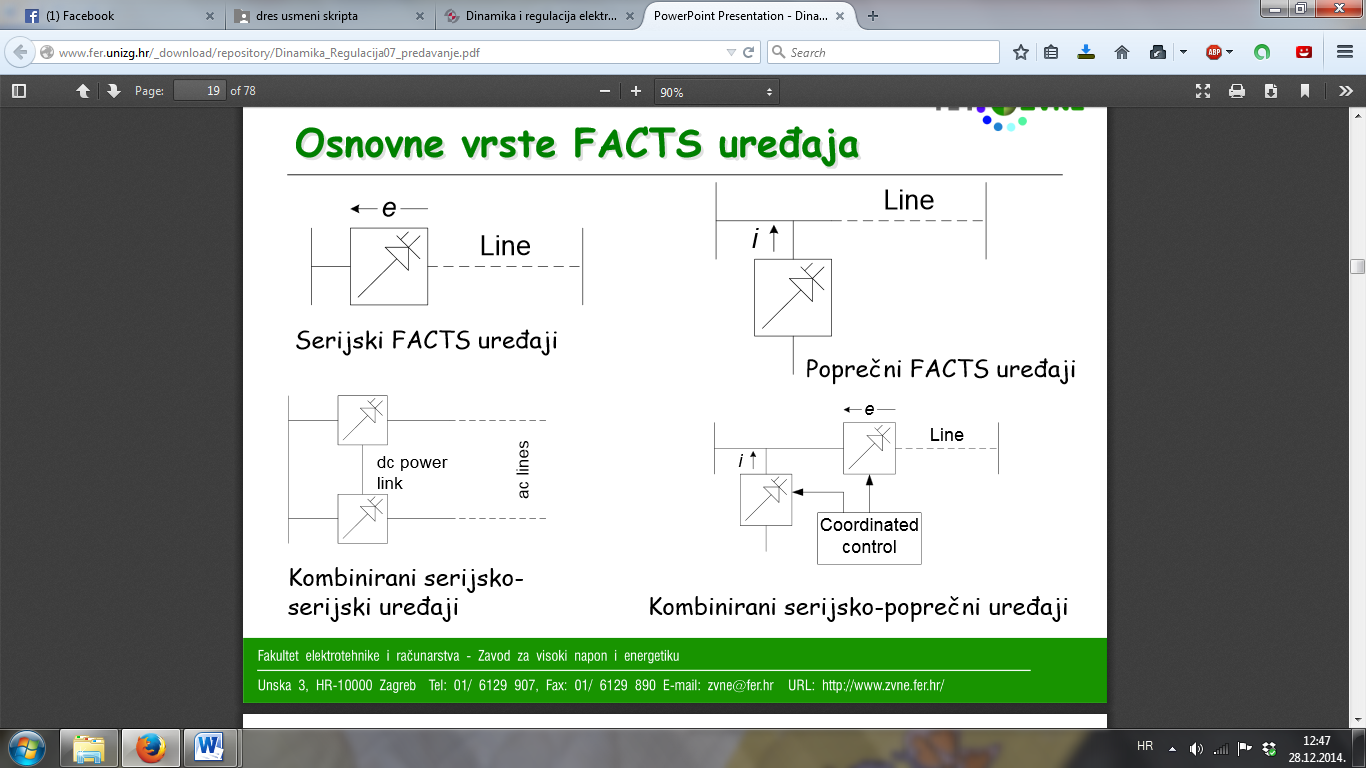 (1) Facebook
dres usmeni skripta
Dinamika i regulacija elektr...
PowerPoint Presentation - Dina...
www.fer.unizg.hr/_download/repository/Dinamika_Regulacija07_predavanje.pdf
Search
ABP
Page:
19
of 78
90%
Osnovne vrste FACTS uređaja
e
Line
Serijski FACTS uređaji
Line
i
Poprečni FACTS uređaji
dc power
link
ac lines
Kombinirani serijsko-
serijski uređaji
e
Line
i
Coordinated
control
Kombinirani serijsko-poprečni uređaji
Fakultet elektrotehnike i računarstva - Zavod za visoki napon i energetiku
Unska 3, HR-10000 Zagreb Tel: 01/ 6129 907, Fax: 01/ 6129 890 E-mail: zvne@fer.hr URL: http://www.zvne.fer.hr/
HR
12:47
28.12.2014.